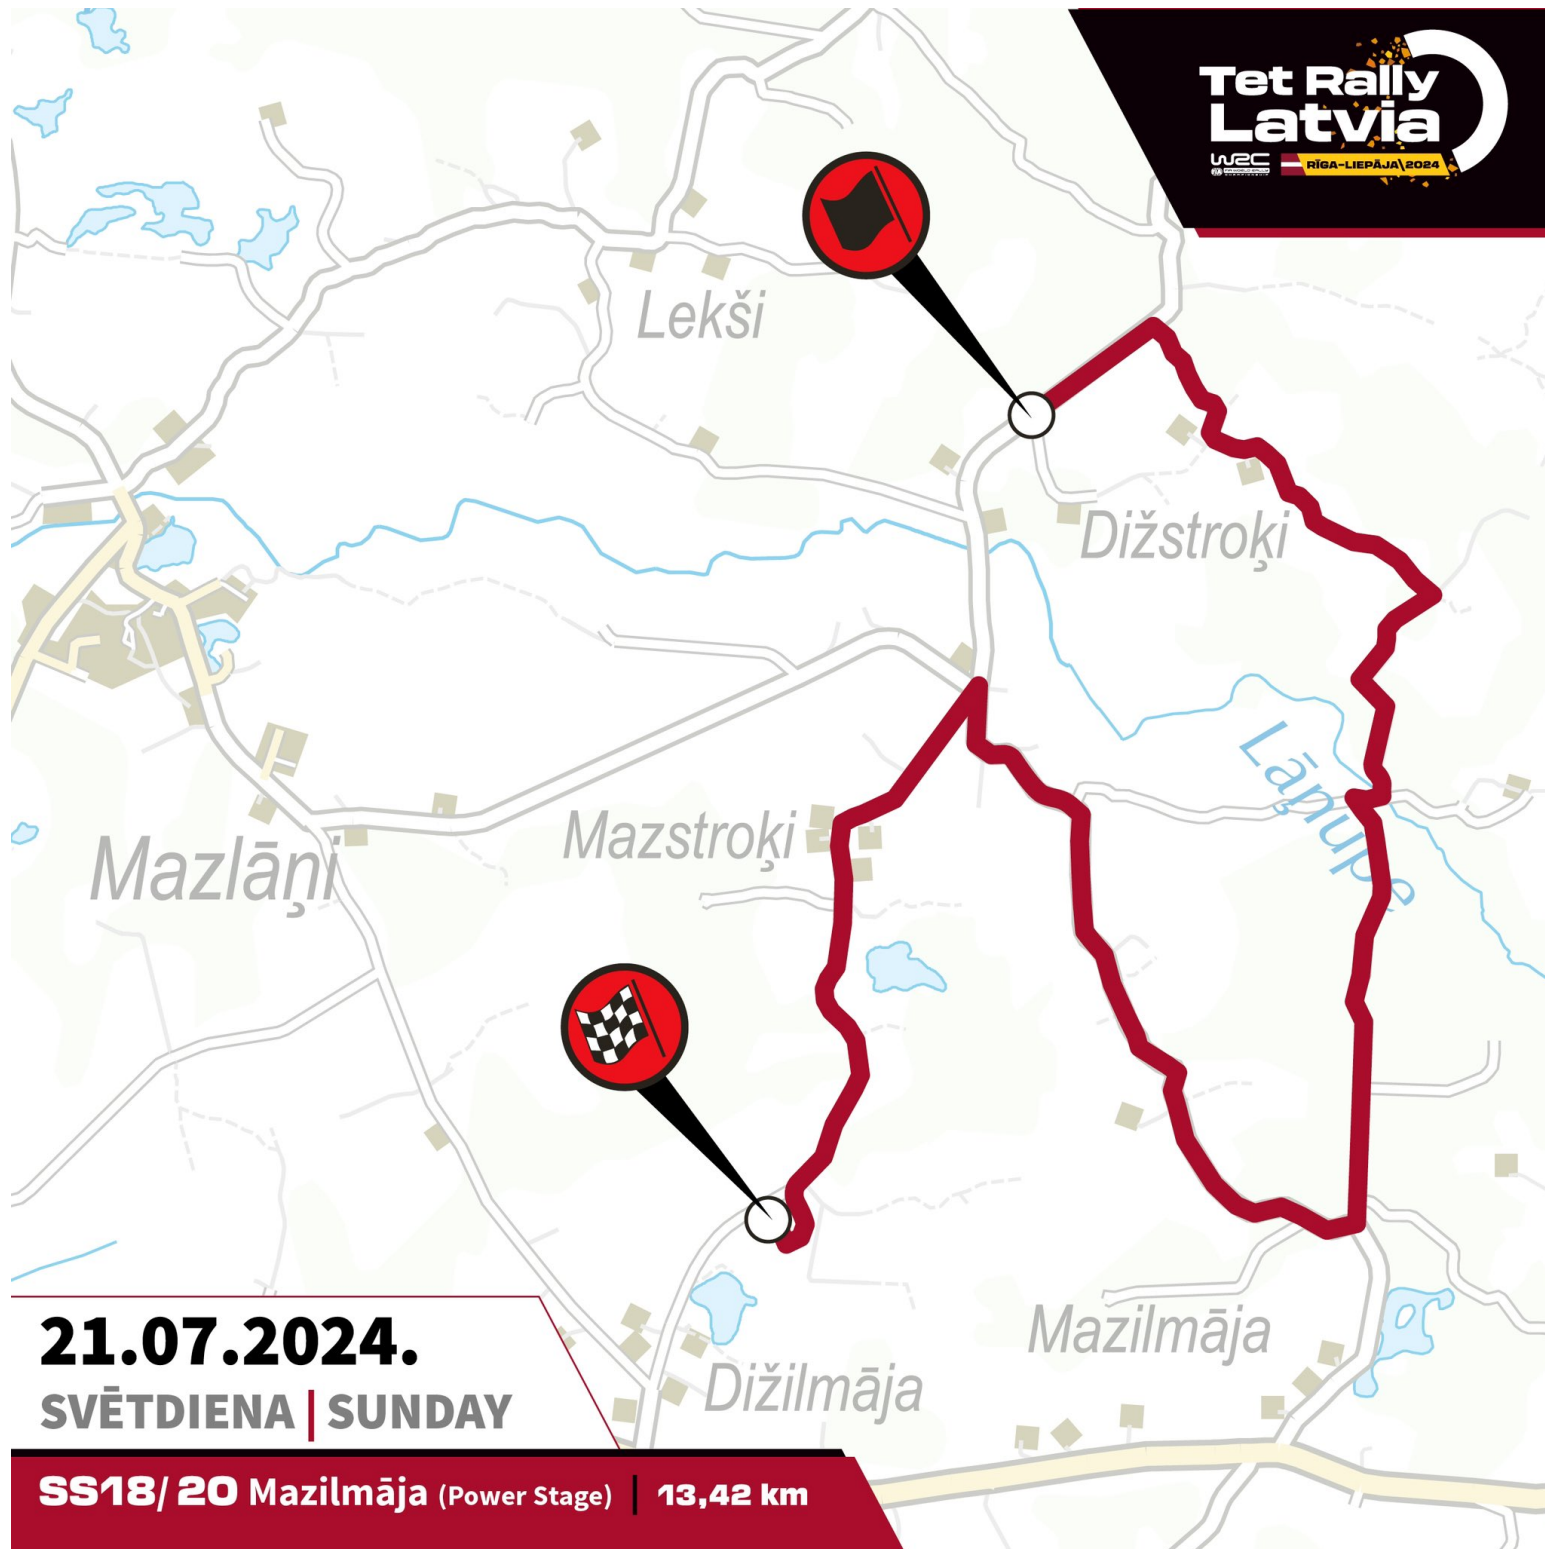 Tet Rally
Latvia
WRC
RĪGA-LIEPĀJA\2024
Lekši
Dižstroķi
Lāņupe
Mazstroķi
Mazlāņi
Mazilmāja
Dižilmāja
21.07.2024.
SVĒTDIENA | SUNDAY
SS18/20 Mazilmāja (Power Stage) | 13,42 km